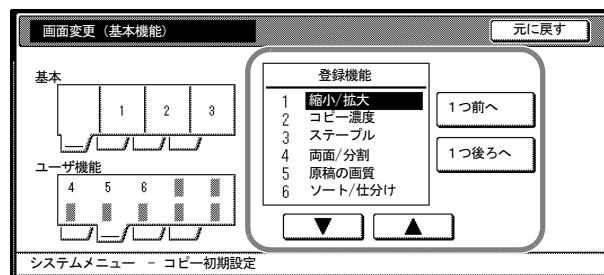 画面変更（基本機能）
元に戻す
基本
1 2 3
ユーザ機能
4 5 6
登録機能
1 縮小/拡大
2 コピー濃度
3 ステープル
4 両面/分割
5 原稿の画質
6 ソート/仕分け
▼ ▲
1つ前へ
1つ後ろへ
システムメニュー - コピー初期設定